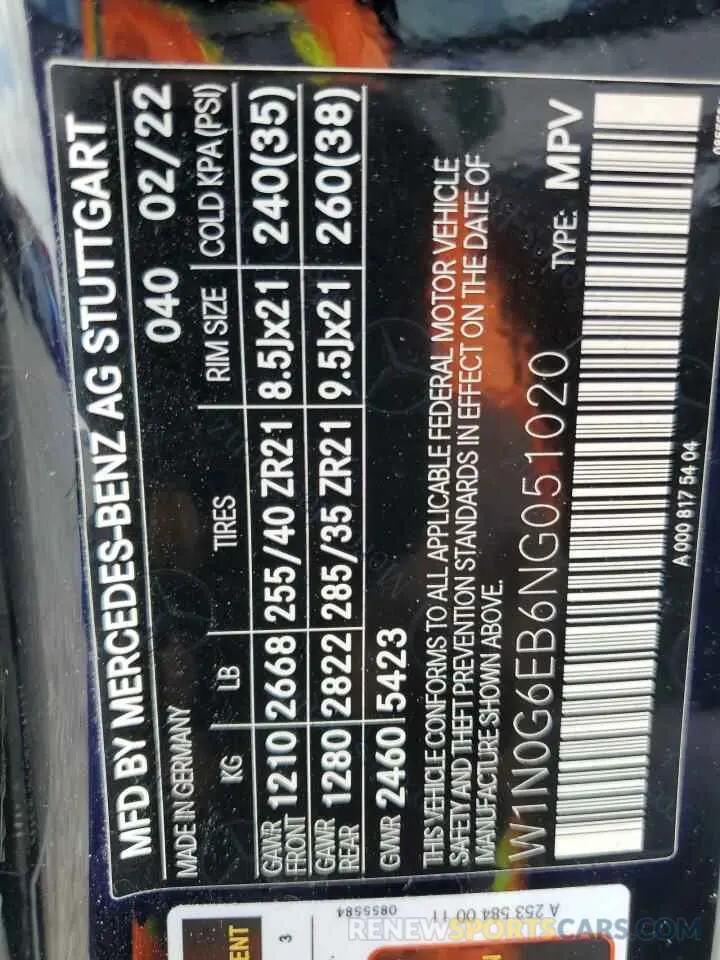 MFD BY MERCEDES-BENZ AG STUTTGART
MADE IN GERMANY 040 02/22
KG LB TIRES RIM SIZE COLD KPA(PSI)
GAWR FRONT 1210 2668 255/40 ZR21 8.5Jx21 240(35)
GAWR REAR 1280 2822 285/35 ZR21 9.5Jx21 260(38)
GVWR 2460 5423
THIS VEHICLE CONFORMS TO ALL APPLICABLE FEDERAL MOTOR VEHICLE
SAFETY AND THEFT PREVENTION STANDARDS IN EFFECT ON THE DATE OF
MANUFACTURE SHOWN ABOVE.
W1N0G6EB6NG051020 TYPE: MPV
A 000 817 54 04
A 253 584 00 11
0855584
3
RENEWSPORTSCARS.COM